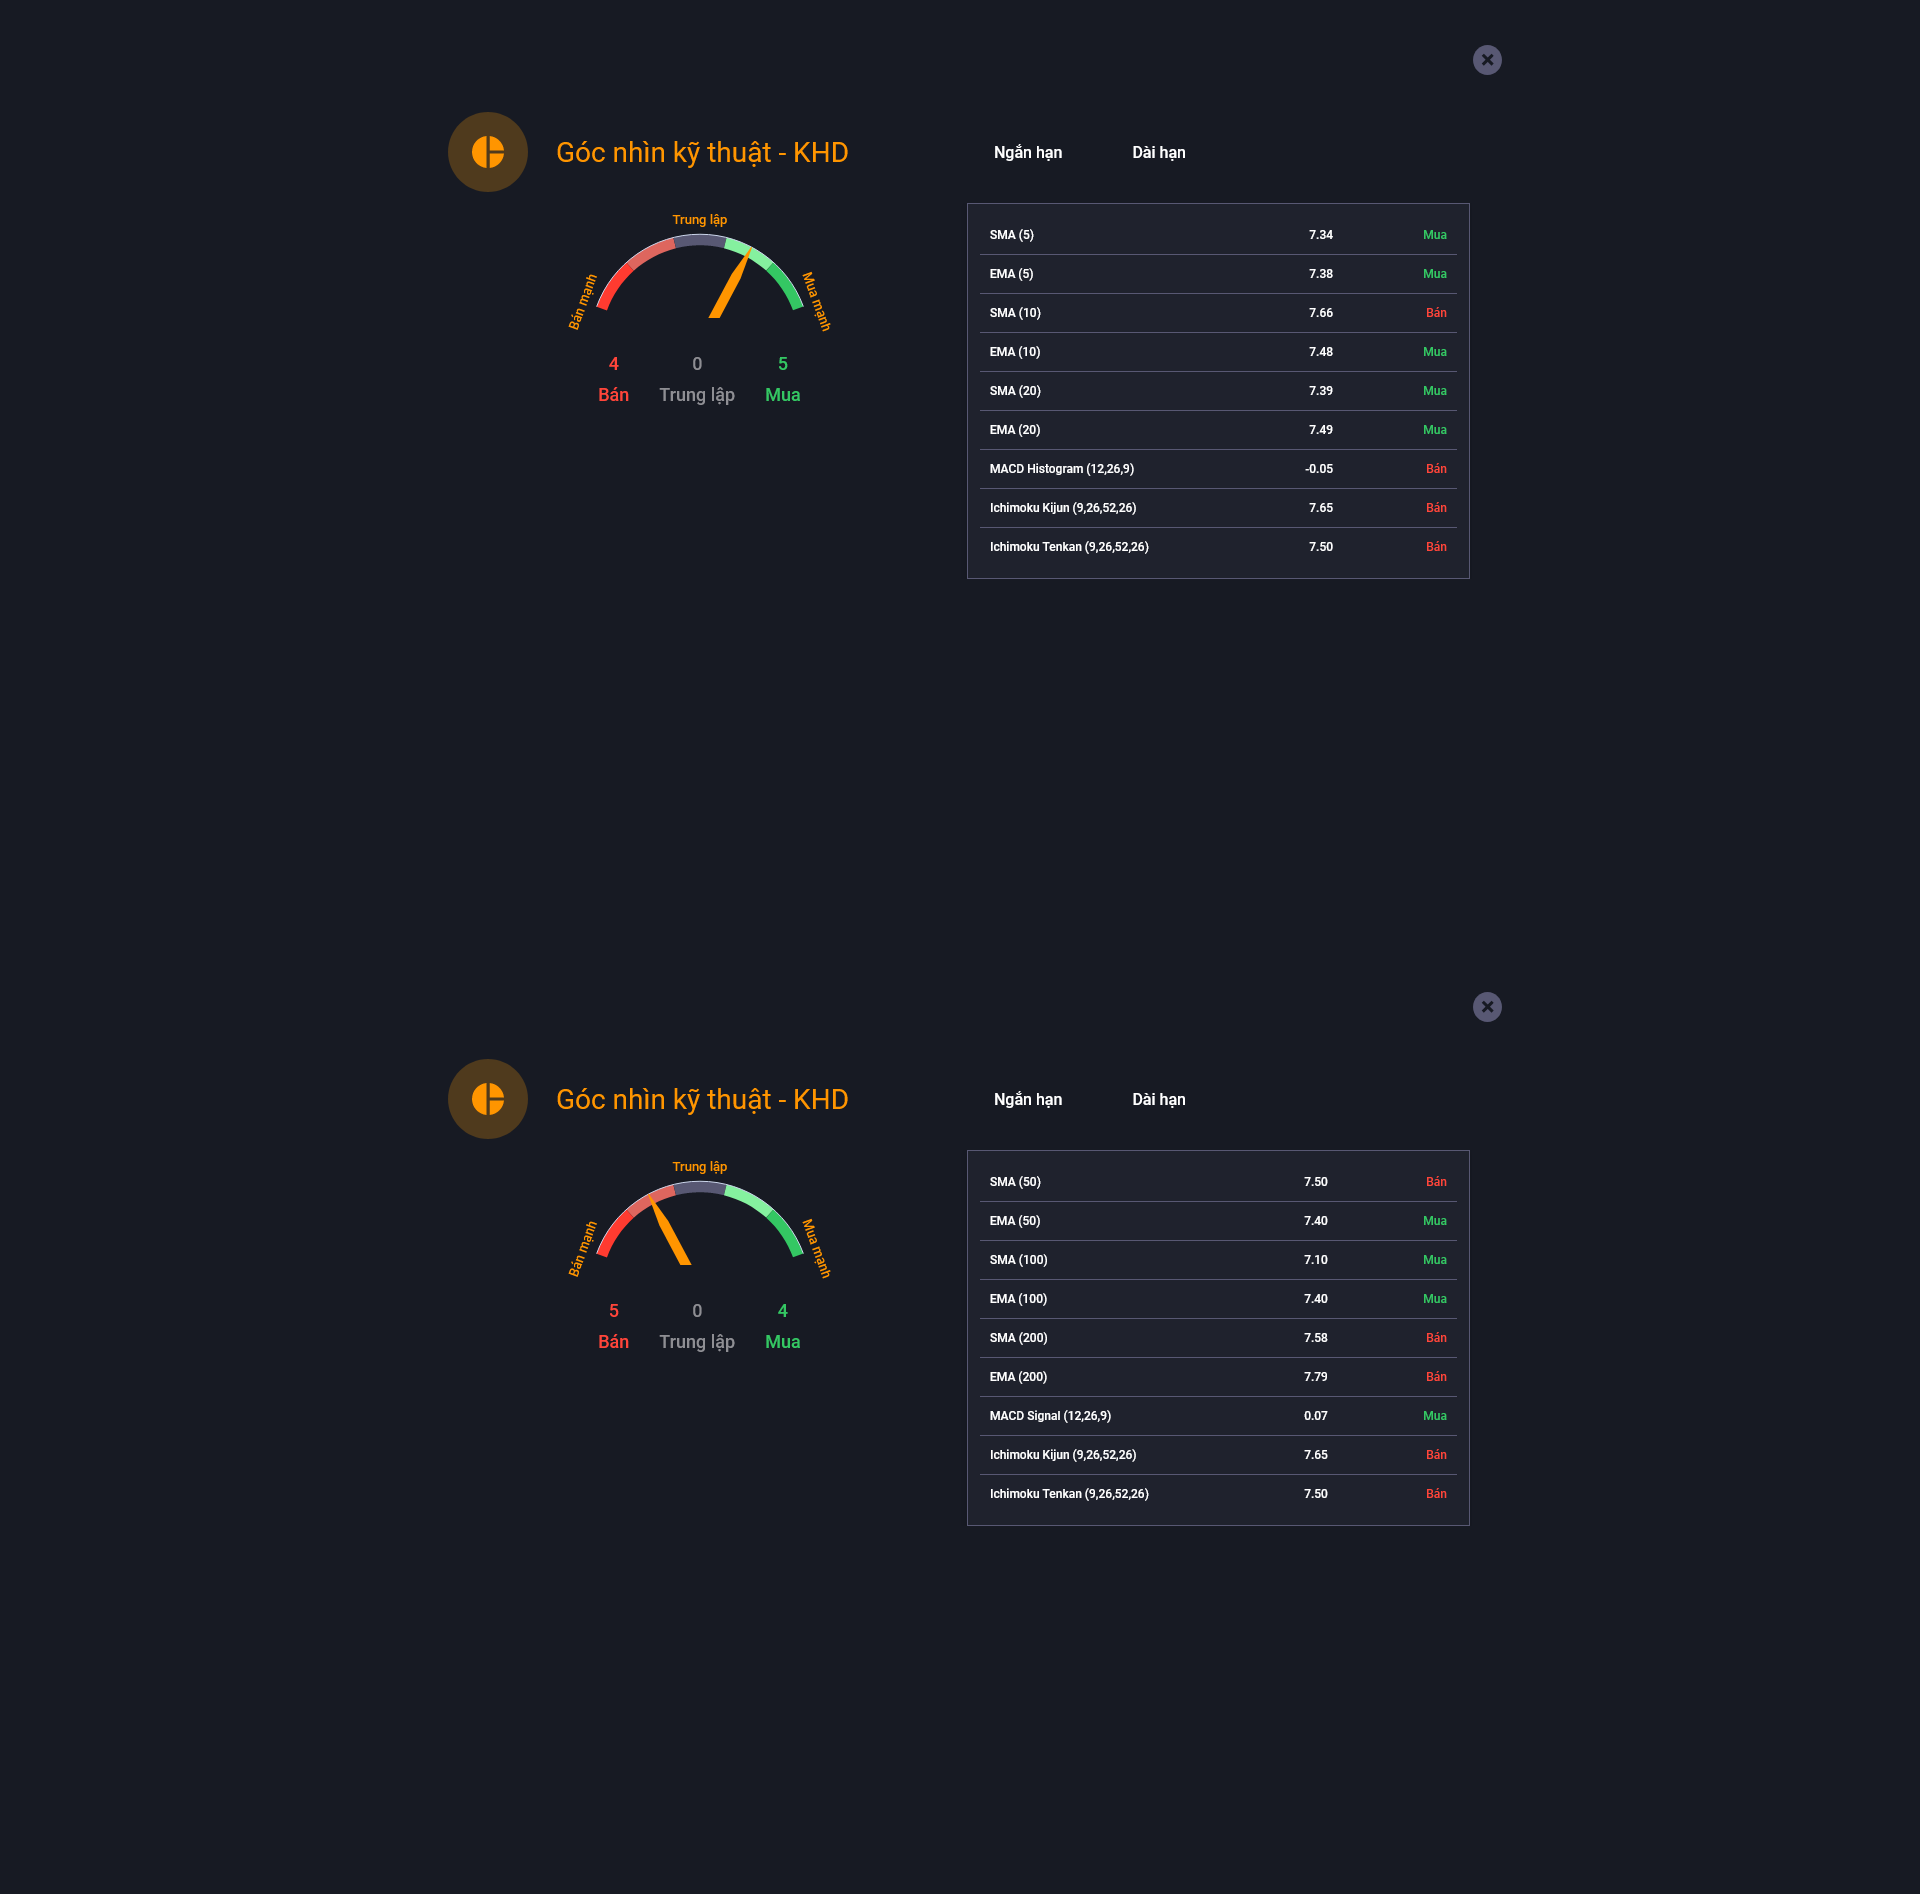 Góc nhìn kỹ thuật - KHD
Ngắn hạn Dài hạn
Trung lập
Bán mạnh
Mua mạnh
4 0 5
Bán Trung lập Mua
SMA (5) 7.34 Mua
EMA (5) 7.38 Mua
SMA (10) 7.66 Bán
EMA (10) 7.48 Mua
SMA (20) 7.39 Mua
EMA (20) 7.49 Mua
MACD Histogram (12,26,9) -0.05 Bán
Ichimoku Kijun (9,26,52,26) 7.65 Bán
Ichimoku Tenkan (9,26,52,26) 7.50 Bán
Góc nhìn kỹ thuật - KHD
Ngắn hạn Dài hạn
Trung lập
Bán mạnh
Mua mạnh
5 0 4
Bán Trung lập Mua
SMA (50) 7.50 Bán
EMA (50) 7.40 Mua
SMA (100) 7.10 Mua
EMA (100) 7.40 Mua
SMA (200) 7.58 Bán
EMA (200) 7.79 Bán
MACD Signal (12,26,9) 0.07 Mua
Ichimoku Kijun (9,26,52,26) 7.65 Bán
Ichimoku Tenkan (9,26,52,26) 7.50 Bán